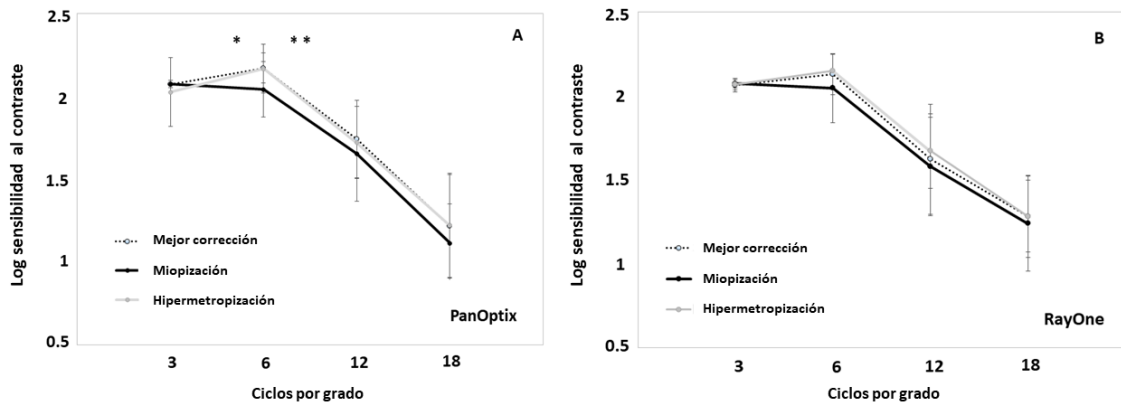 2.5
2
1.5
1
0.5
Log sensibilidad al contraste
* **
A
Mejor corrección
Miopización
Hipermetropización
PanOptix
3 6 12 18
Ciclos por grado
2.5
2
1.5
1
0.5
Log sensibilidad al contraste
B
Mejor corrección
Miopización
Hipermetropización
RayOne
3 6 12 18
Ciclos por grado